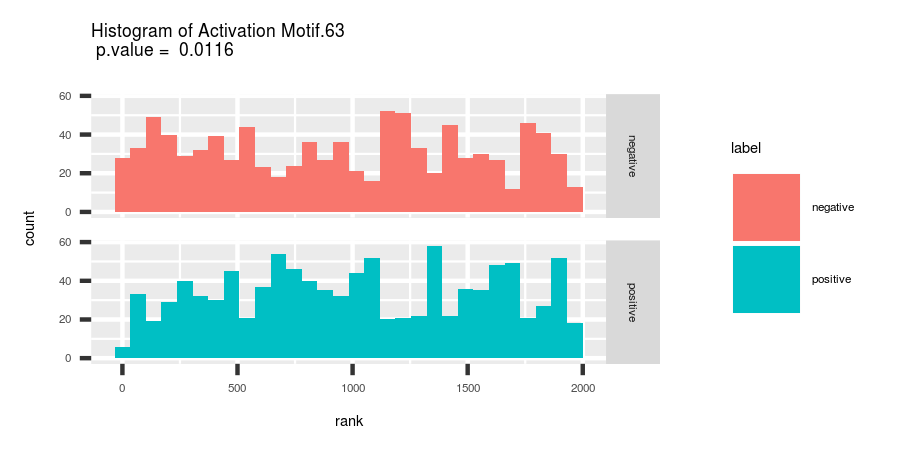 Histogram of Activation Motif.63
p.value =  0.0116
60
40
20
0
negative
60
40
20
0
positive
0
500
1000
1500
2000
rank
count
label
negative
positive